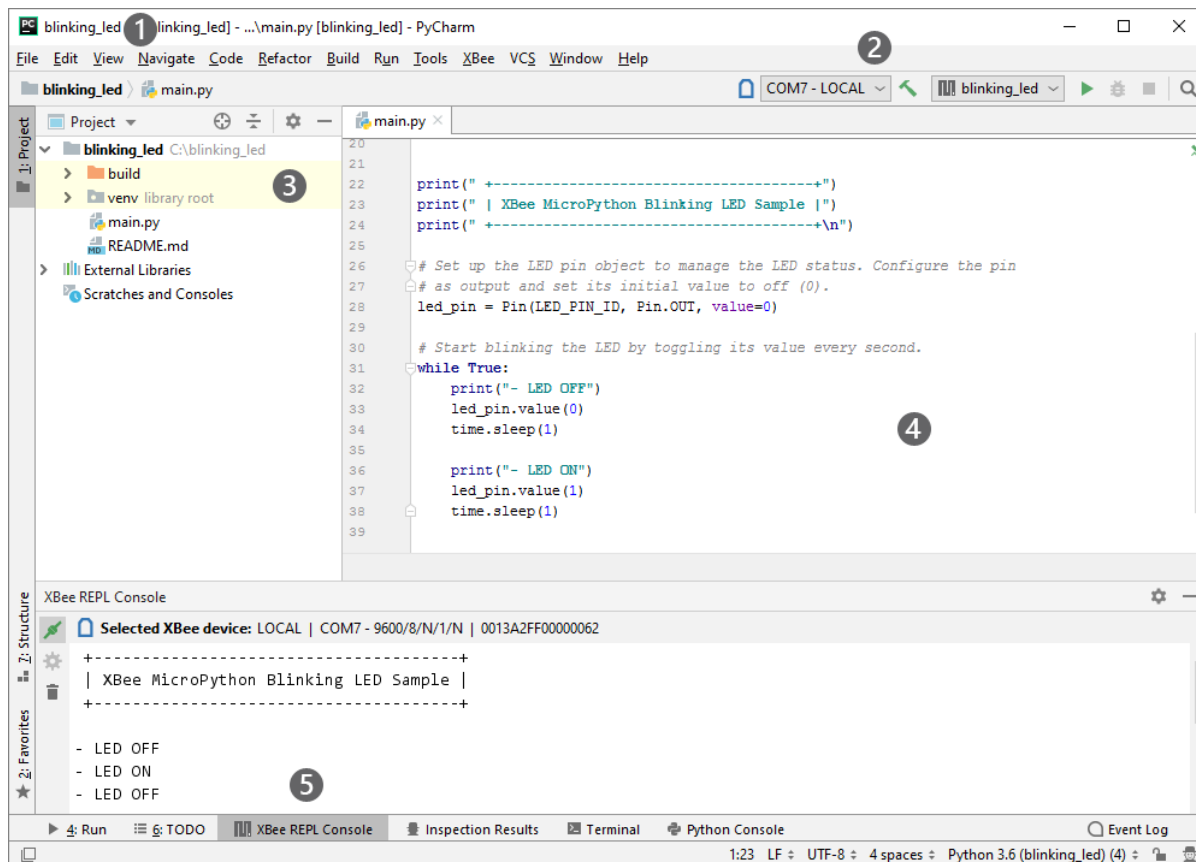 PC blinking_led 1 linking_led] - ...\main.py [blinking_led] - PyCharm
File Edit View Navigate Code Refactor Build Run Tools XBee VCS Window Help
2
blinking_led main.py COM7 - LOCAL blinking_led
1: Project
Project
main.py
blinking_led C:\blinking_led
build
3
venv library root
main.py
MD README.md
External Libraries
Scratches and Consoles
20
21
22 print(" +--------------------------------------+")
23 print(" | XBee MicroPython Blinking LED Sample |")
24 print(" +--------------------------------------+\n")
25
26 # Set up the LED pin object to manage the LED status. Configure the pin
27 # as output and set its initial value to off (0).
28 led_pin = Pin(LED_PIN_ID, Pin.OUT, value=0)
29
30 # Start blinking the LED by toggling its value every second.
31 while True:
32 print("- LED OFF")
33 led_pin.value(0)
34 time.sleep(1)
4
35
36 print("- LED ON")
37 led_pin.value(1)
38 time.sleep(1)
39
7: Structure
2: Favorites
XBee REPL Console
Selected XBee device: LOCAL | COM7 - 9600/8/N/1/N | 0013A2FF00000062
+--------------------------------------+
| XBee MicroPython Blinking LED Sample |
+--------------------------------------+
- LED OFF
- LED ON
- LED OFF
5
4: Run 6: TODO XBee REPL Console Inspection Results Terminal Python Console Event Log
1:23 LF UTF-8 4 spaces Python 3.6 (blinking_led) (4)